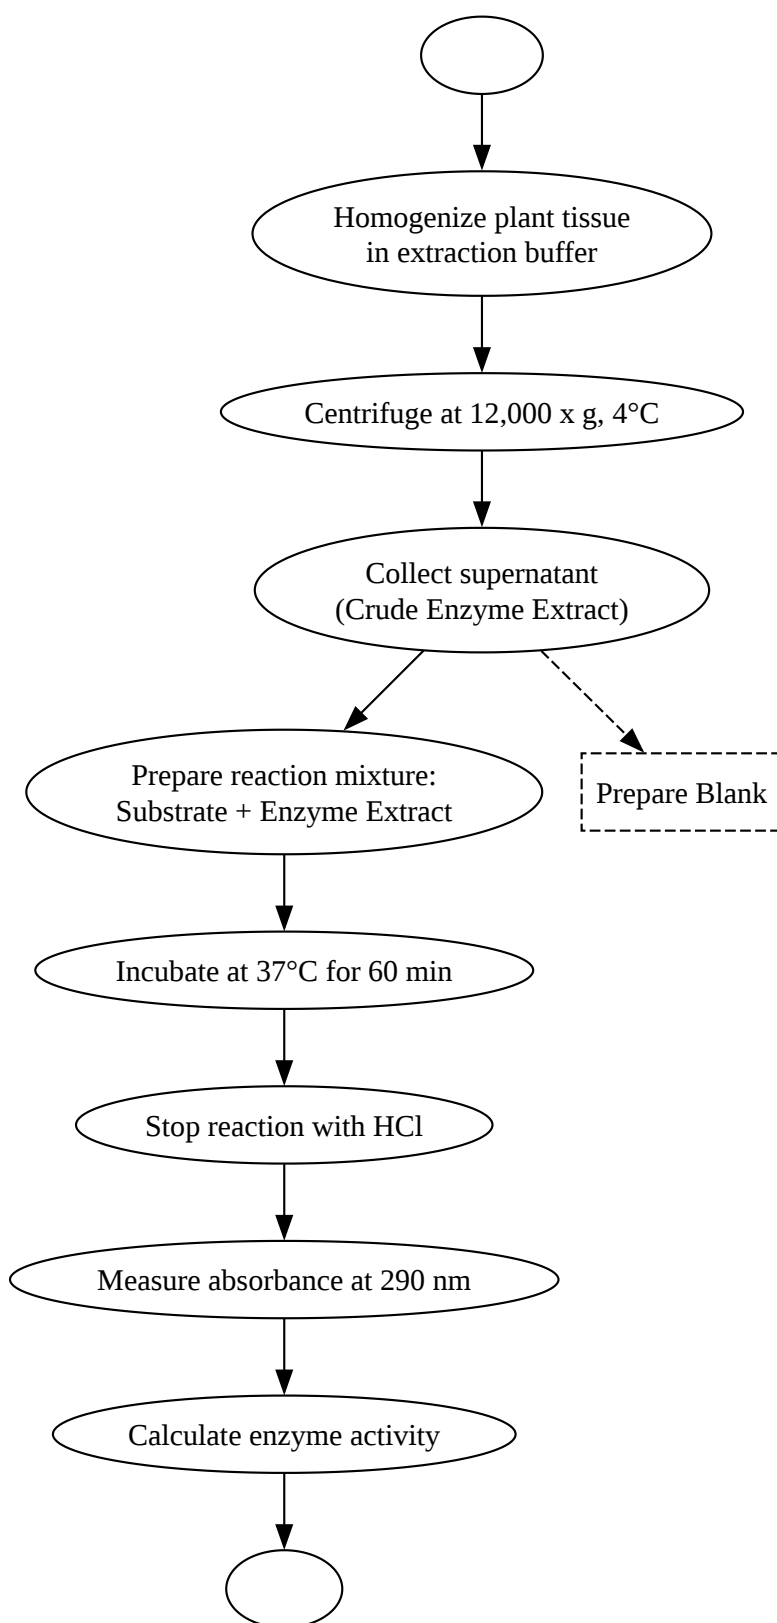 Homogenize plant tissue
in extraction buffer
Centrifuge at 12,000 x g, 4°C
Collect supernatant
(Crude Enzyme Extract)
Prepare reaction mixture:
Substrate + Enzyme Extract
Prepare Blank
Incubate at 37°C for 60 min
Stop reaction with HCl
Measure absorbance at 290 nm
Calculate enzyme activity